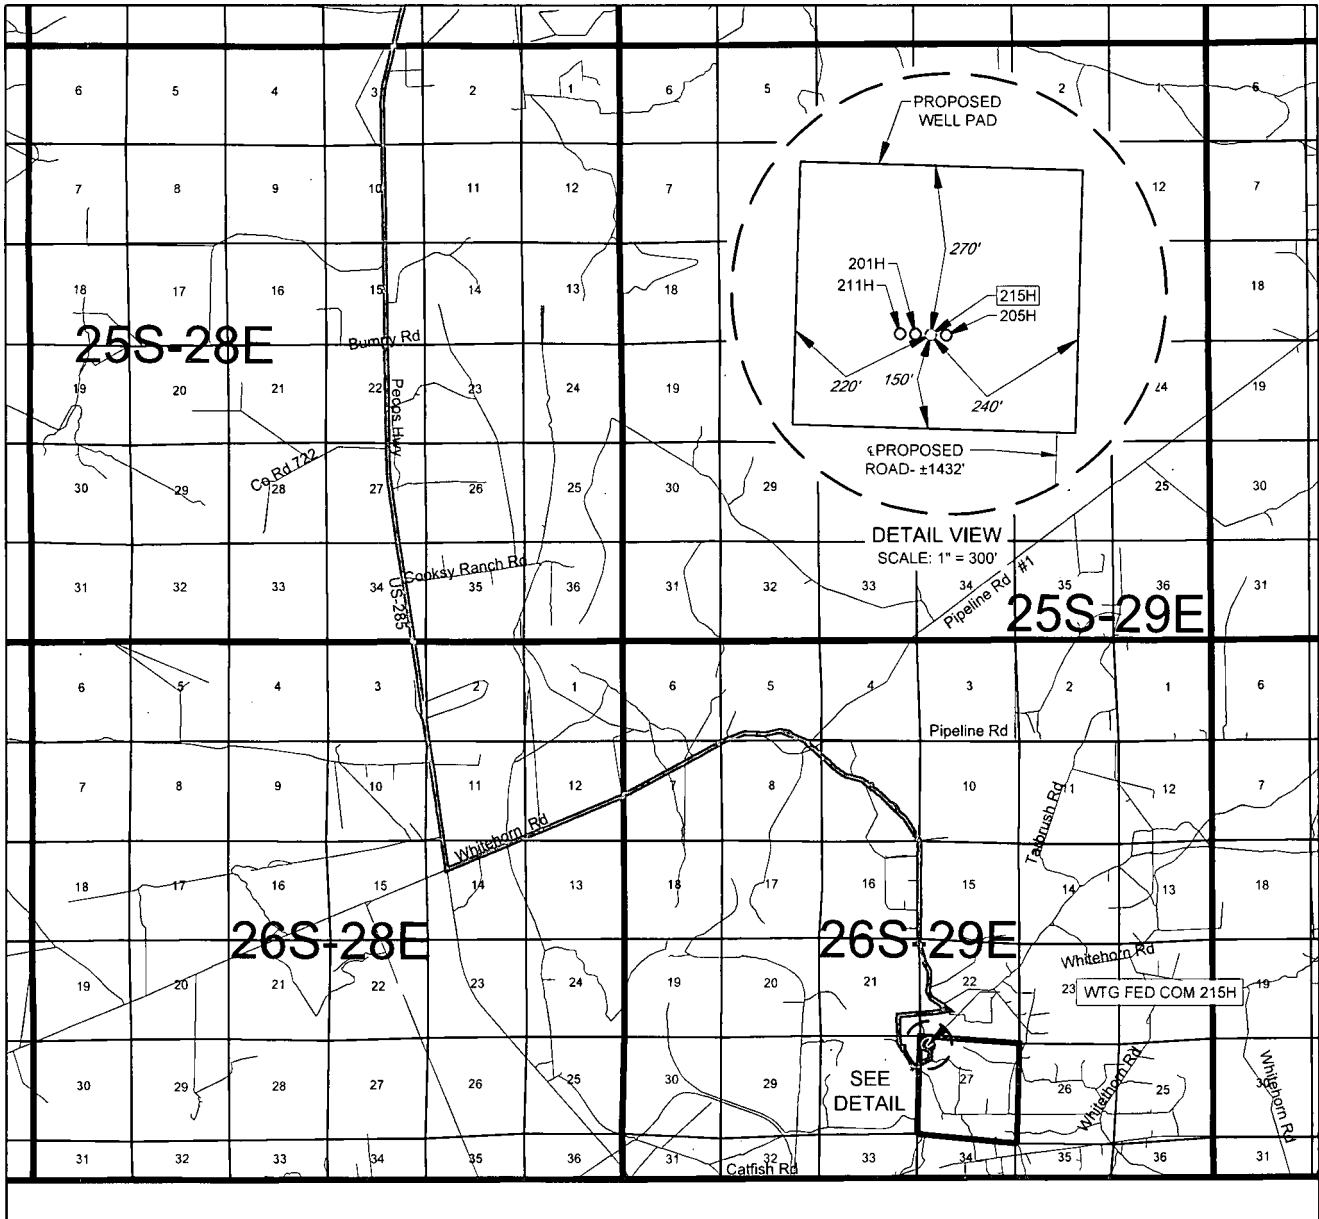 6 5 4 3 2 1 6 5 2 1 6
PROPOSED
WELL PAD
7 8 9 10 11 12 7 12 7
270'
201H
211H
215H
205H
18 17 16 15 14 13 18 18
25S-28E
Bumpy Rd
220'
150'
240'
19 20 21 22 23 24 19 24 19
Pecos Hwy
℄PROPOSED
ROAD- ±1432'
Co Rd 722
30 29 28 27 26 25 30 29 25 30
DETAIL VIEW
SCALE: 1" = 300'
Cooksy Ranch Rd
US-285
31 32 33 34 35 36 31 32 33 34 35 36 31
Pipeline Rd #1
25S-29E
6 5 4 3 2 1 6 5 4 3 2 1 6
Pipeline Rd
7 8 9 10 11 12 7 8 10 11 12 7
Tarbrush Rd
Whitehorn Rd
18 17 16 15 14 13 18 17 16 15 14 13 18
26S-28E
26S-29E
Whitehorn Rd
19 20 21 22 23 24 19 20 21 22 23 19
WTG FED COM 215H
30 29 28 27 26 25 30 29 27 26 25 30
SEE
DETAIL
Whitethorn Rd
Whitehorn Rd
31 32 33 34 35 36 31 32 33 34 35 36 31
Catfish Rd